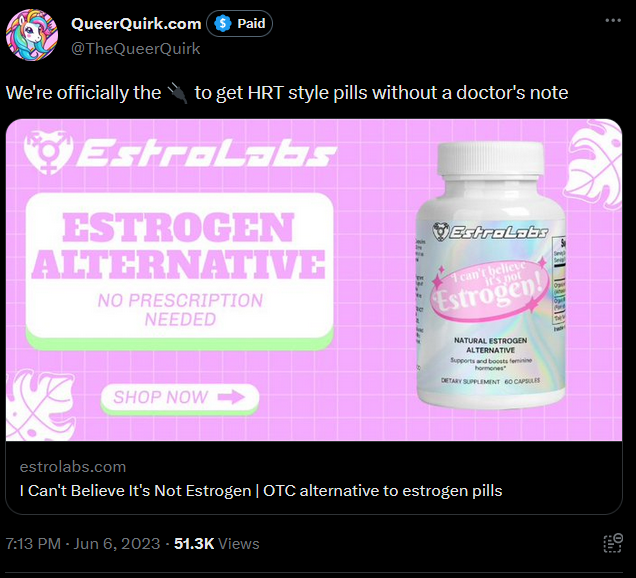 QueerQuirk.com Paid
@TheQueerQuirk
We're officially the 🔌 to get HRT style pills without a doctor's note
EstroLabs
ESTROGEN
ALTERNATIVE
NO PRESCRIPTION
NEEDED
SHOP NOW
EstroLabs
I can't believe
it's not
Estrogen!
NATURAL ESTROGEN
ALTERNATIVE
Supports and boosts feminine
hormones*
DIETARY SUPPLEMENT 60 CAPSULES
estrolabs.com
I Can't Believe It's Not Estrogen | OTC alternative to estrogen pills
7:13 PM · Jun 6, 2023 · 51.3K Views